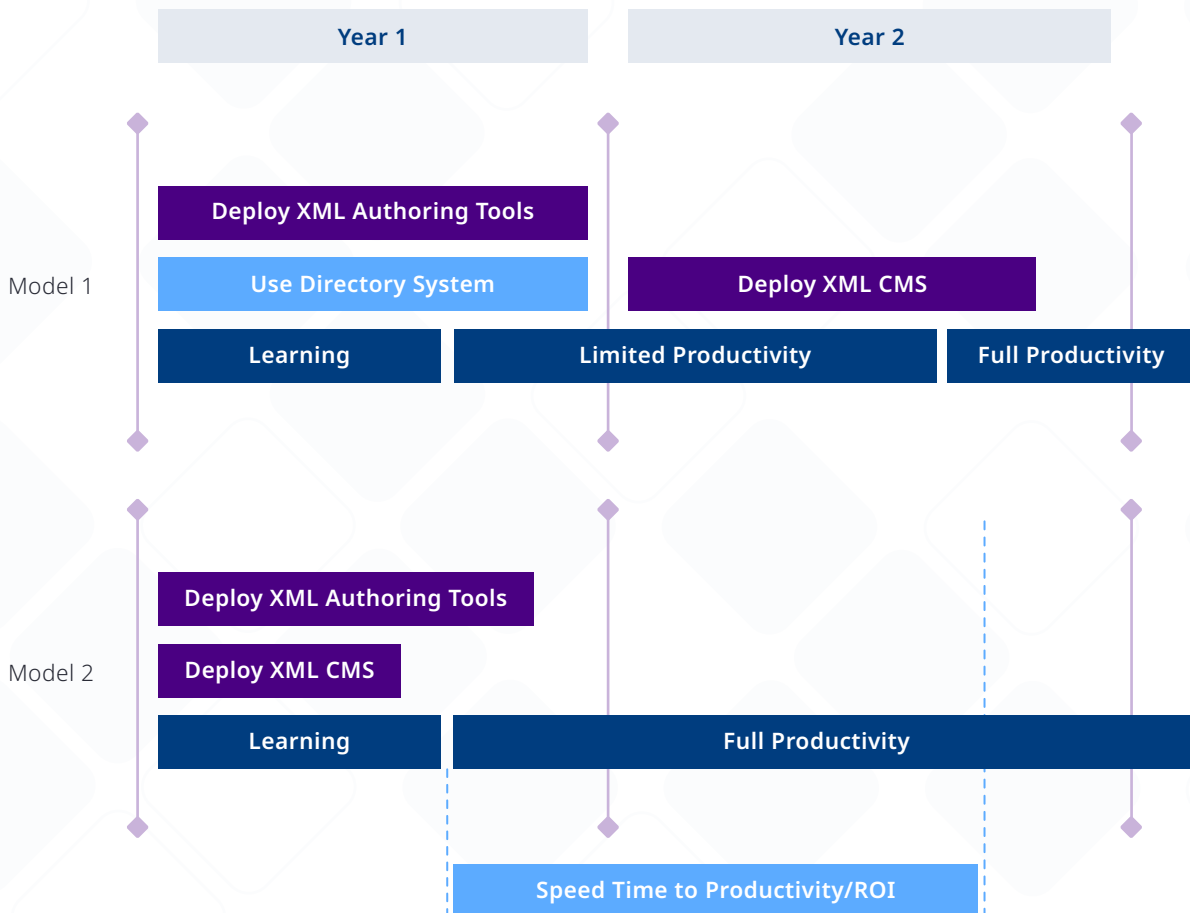 Year 1
Year 2
Deploy XML Authoring Tools
Model 1
Use Directory System
Deploy XML CMS
Learning
Limited Productivity
Full Productivity
Deploy XML Authoring Tools
Model 2
Deploy XML CMS
Learning
Full Productivity
Speed Time to Productivity/ROI